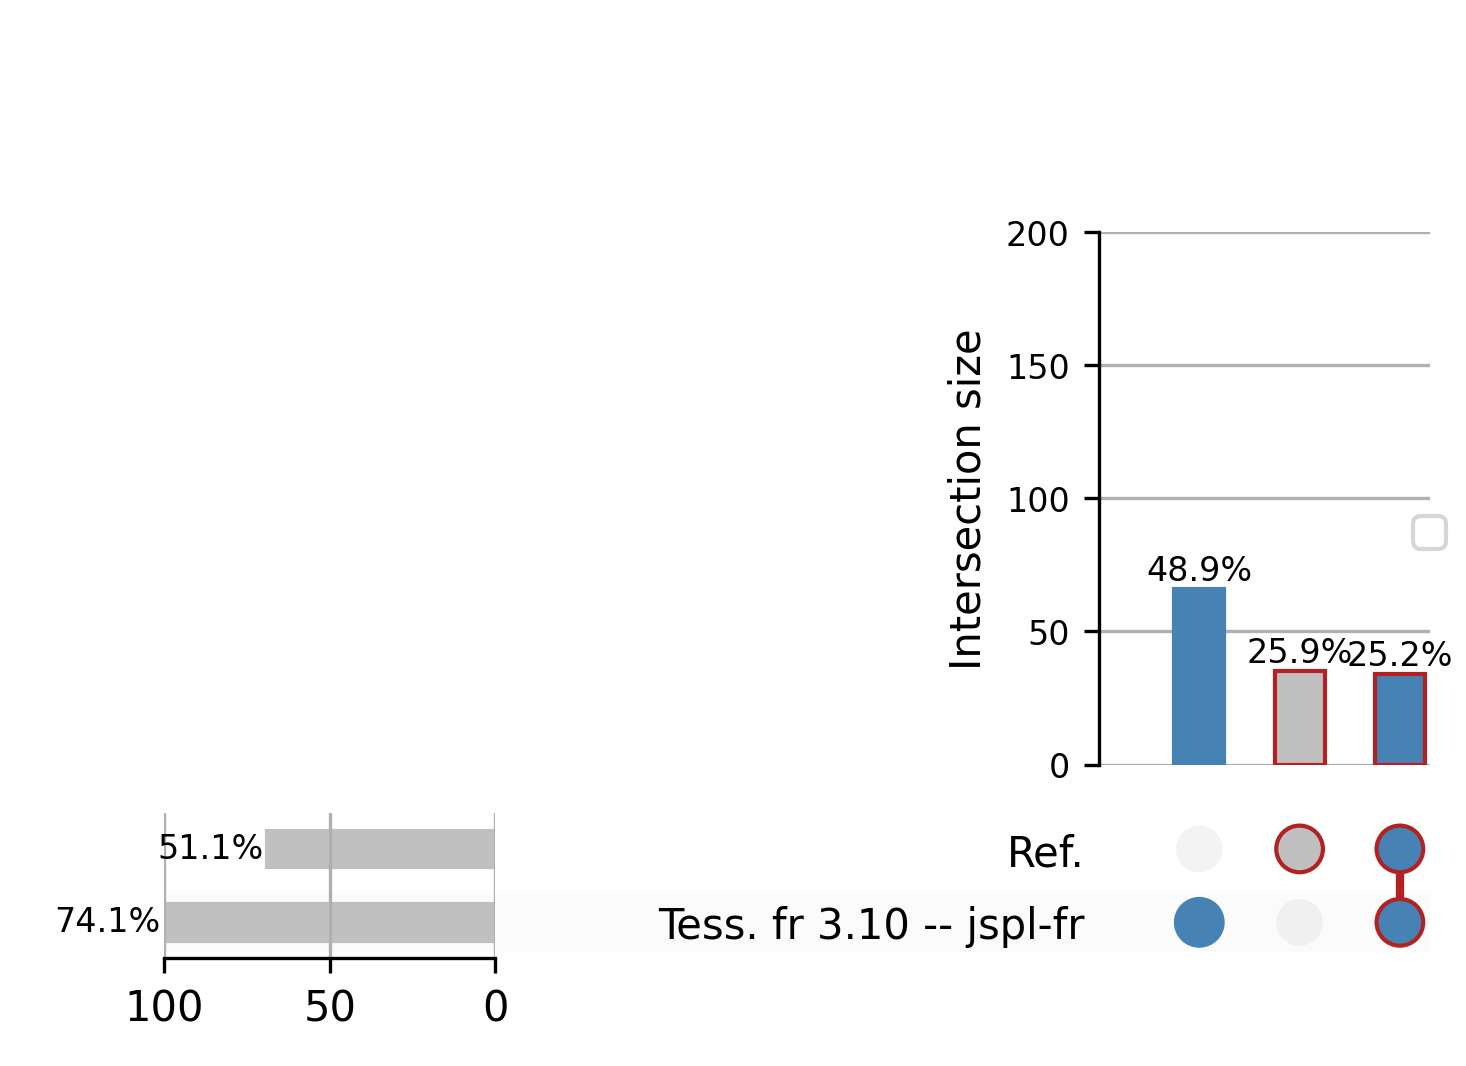 200
150
100
50
0
Intersection size
48.9%
25.9%
25.2%
51.1%
74.1%
Ref.
Tess. fr 3.10 -- jspl-fr
100 50 0